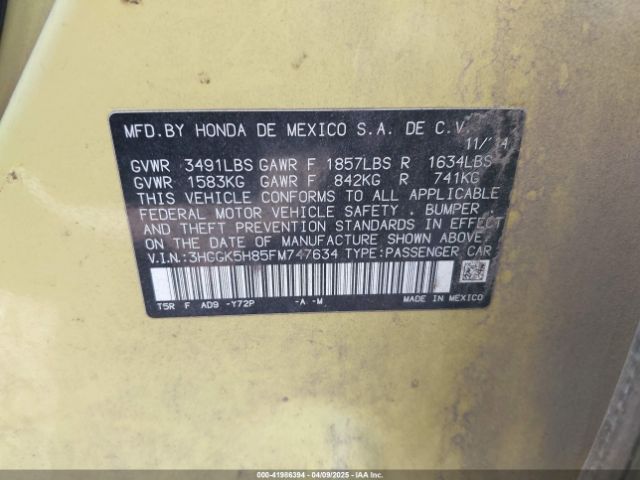 MFD.BY HONDA DE MEXICO S.A. DE C.V.
GVWR 3491LBS GAWR F 1857LBS R 1634LBS
GVWR 1583KG GAWR F 842KG R 741KG
THIS VEHICLE CONFORMS TO ALL APPLICABLE
FEDERAL MOTOR VEHICLE SAFETY, BUMPER
AND THEFT PREVENTION STANDARDS IN EFFECT
ON THE DATE OF MANUFACTURE SHOWN ABOVE.
V.I.N.:3HGGK5H85FM747634 TYPE:PASSENGER CAR
T5R F AD9 -Y72P -A -M MADE IN MEXICO
000-41986394 | 04/09/2025 | IAAI.com